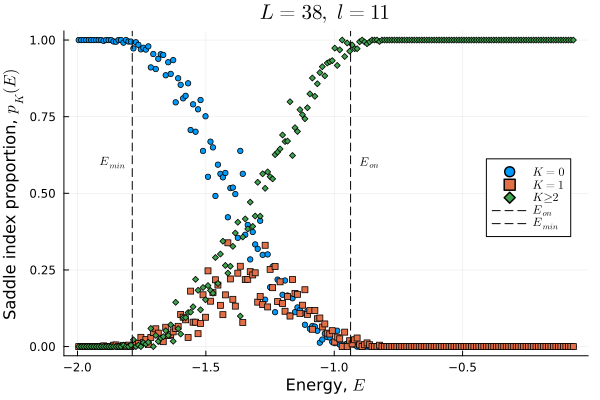 L = 38, l = 11
Saddle index proportion, p_K(E)
1.00
0.75
0.50
0.25
0.00
E_min
E_on
K = 0
K = 1
K ≥ 2
E_on
E_min
−2.0
−1.5
−1.0
−0.5
Energy, E